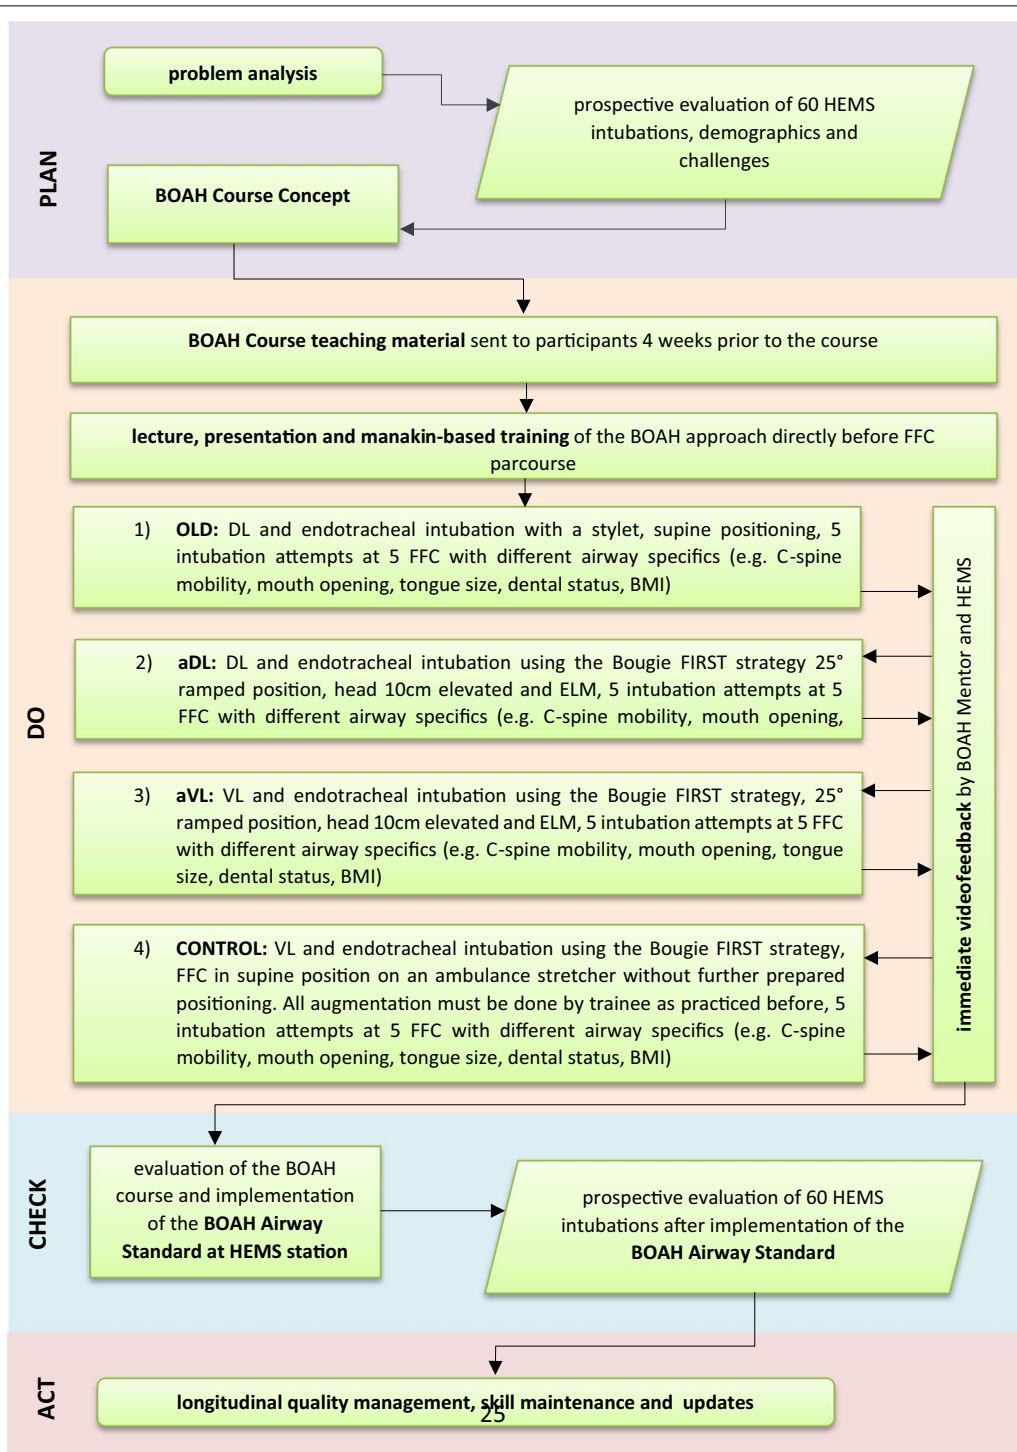 PLAN
problem analysis
prospective evaluation of 60 HEMS
intubations, demographics and
challenges
BOAH Course Concept
DO
BOAH Course teaching material sent to participants 4 weeks prior to the course
lecture, presentation and manakin-based training of the BOAH approach directly before FFC
parcourse
1) OLD: DL and endotracheal intubation with a stylet, supine positioning, 5
intubation attempts at 5 FFC with different airway specifics (e.g. C-spine
mobility, mouth opening, tongue size, dental status, BMI)
2) aDL: DL and endotracheal intubation using the Bougie FIRST strategy 25°
ramped position, head 10cm elevated and ELM, 5 intubation attempts at 5
FFC with different airway specifics (e.g. C-spine mobility, mouth opening,
3) aVL: VL and endotracheal intubation using the Bougie FIRST strategy, 25°
ramped position, head 10cm elevated and ELM, 5 intubation attempts at 5 FFC
with different airway specifics (e.g. C-spine mobility, mouth opening, tongue
size, dental status, BMI)
4) CONTROL: VL and endotracheal intubation using the Bougie FIRST strategy,
FFC in supine position on an ambulance stretcher without further prepared
positioning. All augmentation must be done by trainee as practiced before, 5
intubation attempts at 5 FFC with different airway specifics (e.g. C-spine
mobility, mouth opening, tongue size, dental status, BMI)
immediate videofeedback by BOAH Mentor and HEMS
CHECK
evaluation of the BOAH
course and implementation
of the BOAH Airway
Standard at HEMS station
prospective evaluation of 60 HEMS
intubations after implementation of the
BOAH Airway Standard
ACT
longitudinal quality management, skill maintenance and updates
25